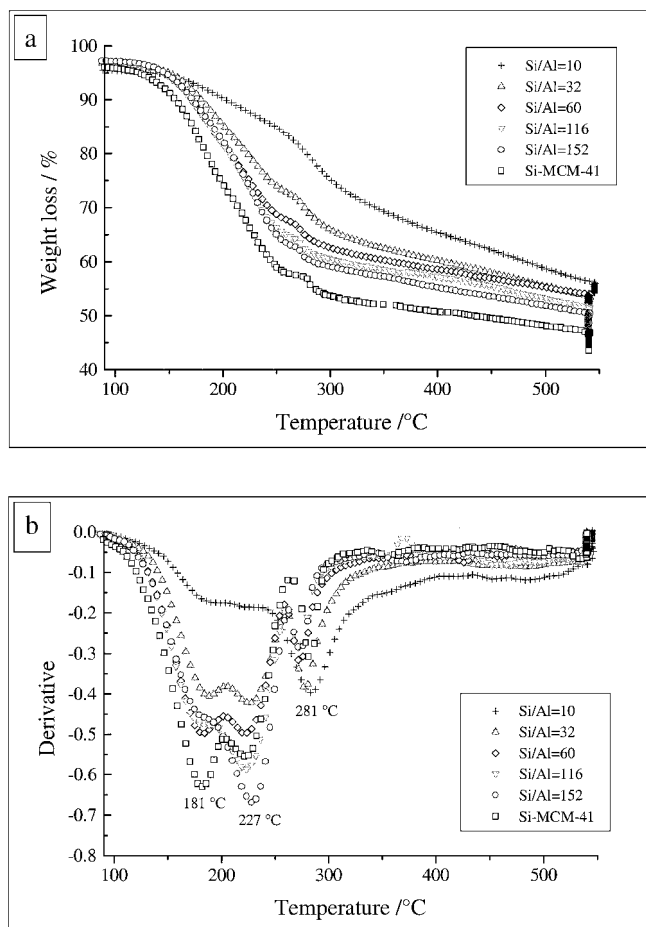 a
100
90
80
70
60
50
40
Weight loss / %
100 200 300 400 500
Temperature /°C
+ Si/Al=10
△ Si/Al=32
◇ Si/Al=60
▽ Si/Al=116
○ Si/Al=152
□ Si-MCM-41
b
0.0
-0.1
-0.2
-0.3
-0.4
-0.5
-0.6
-0.7
-0.8
Derivative
281 °C
181 °C
227 °C
+ Si/Al=10
△ Si/Al=32
◇ Si/Al=60
▽ Si/Al=116
○ Si/Al=152
□ Si-MCM-41
100 200 300 400 500
Temperature /°C